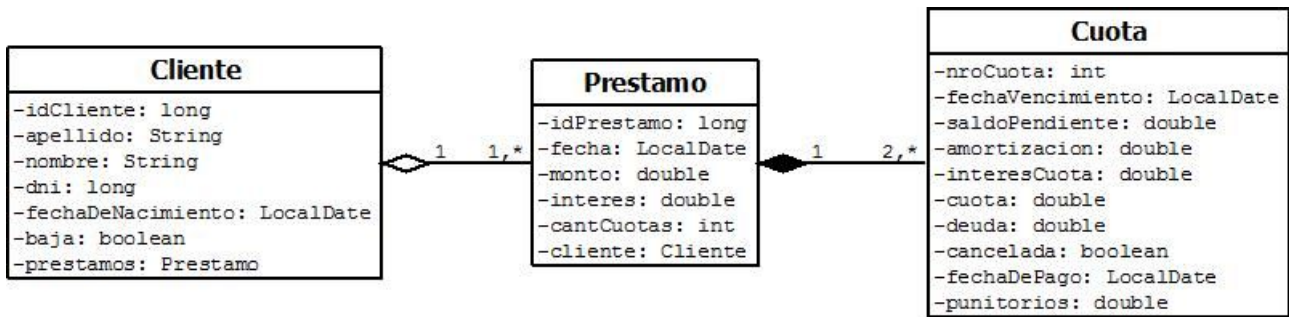 Cliente
-idCliente: long
-apellido: String
-nombre: String
-dni: long
-fechaDeNacimiento: LocalDate
-baja: boolean
-prestamos: Prestamo
1 1,*
Prestamo
-idPrestamo: long
-fecha: LocalDate
-monto: double
-interes: double
-cantCuotas: int
-cliente: Cliente
1 2,*
Cuota
-nroCuota: int
-fechaVencimiento: LocalDate
-saldoPendiente: double
-amortizacion: double
-interesCuota: double
-cuota: double
-deuda: double
-cancelada: boolean
-fechaDePago: LocalDate
-punitorios: double